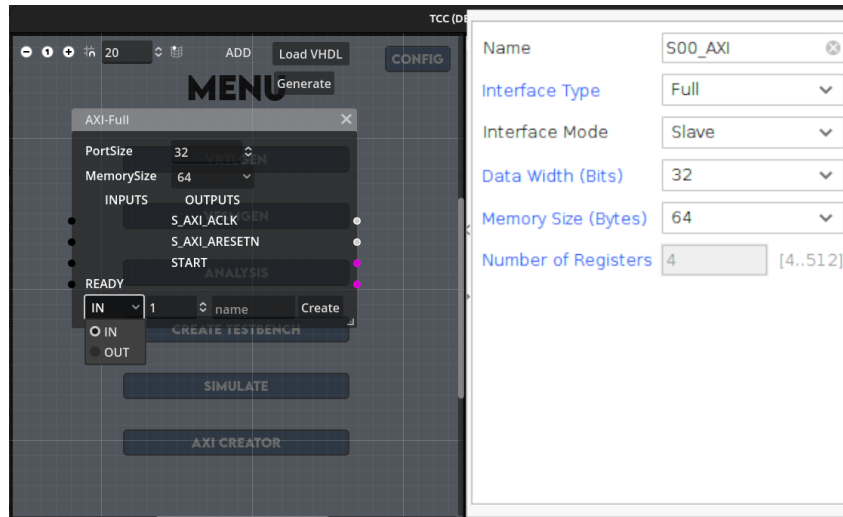 TCC (DE
20
ADD
Load VHDL
CONFIG
MENU
Generate
AXI-Full
PortSize
32
MemorySize
64
INPUTS
OUTPUTS
S_AXI_ACLK
S_AXI_ARESETN
START
ANALYSIS
READY
IN
1
name
Create
IN
OUT
CREATE TESTBENCH
SIMULATE
AXI CREATOR
Name
S00_AXI
Interface Type
Full
Interface Mode
Slave
Data Width (Bits)
32
Memory Size (Bytes)
64
Number of Registers
4
[4..512]